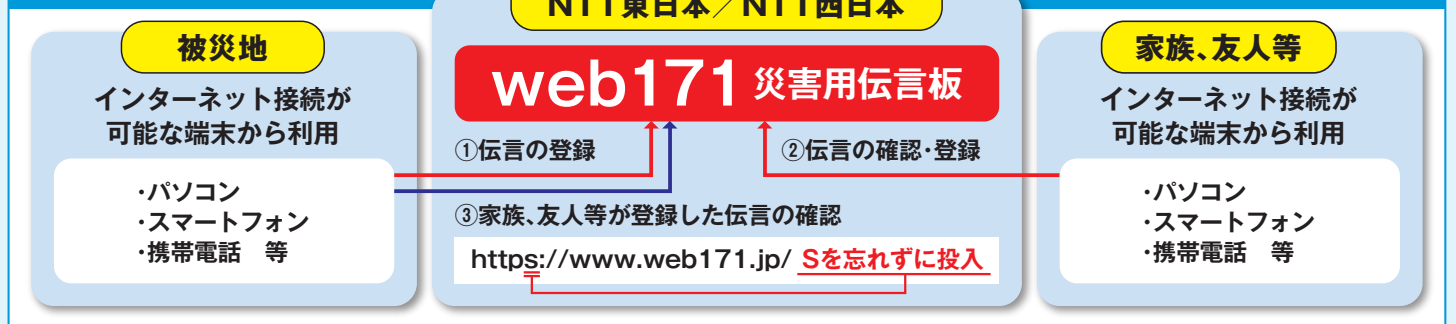 NTT東日本／NTT西日本
被災地
インターネット接続が
可能な端末から利用
・パソコン
・スマートフォン
・携帯電話　等
web171 災害用伝言板
①伝言の登録
②伝言の確認・登録
③家族、友人等が登録した伝言の確認
https://www.web171.jp/ Sを忘れずに投入
家族、友人等
インターネット接続が
可能な端末から利用
・パソコン
・スマートフォン
・携帯電話　等